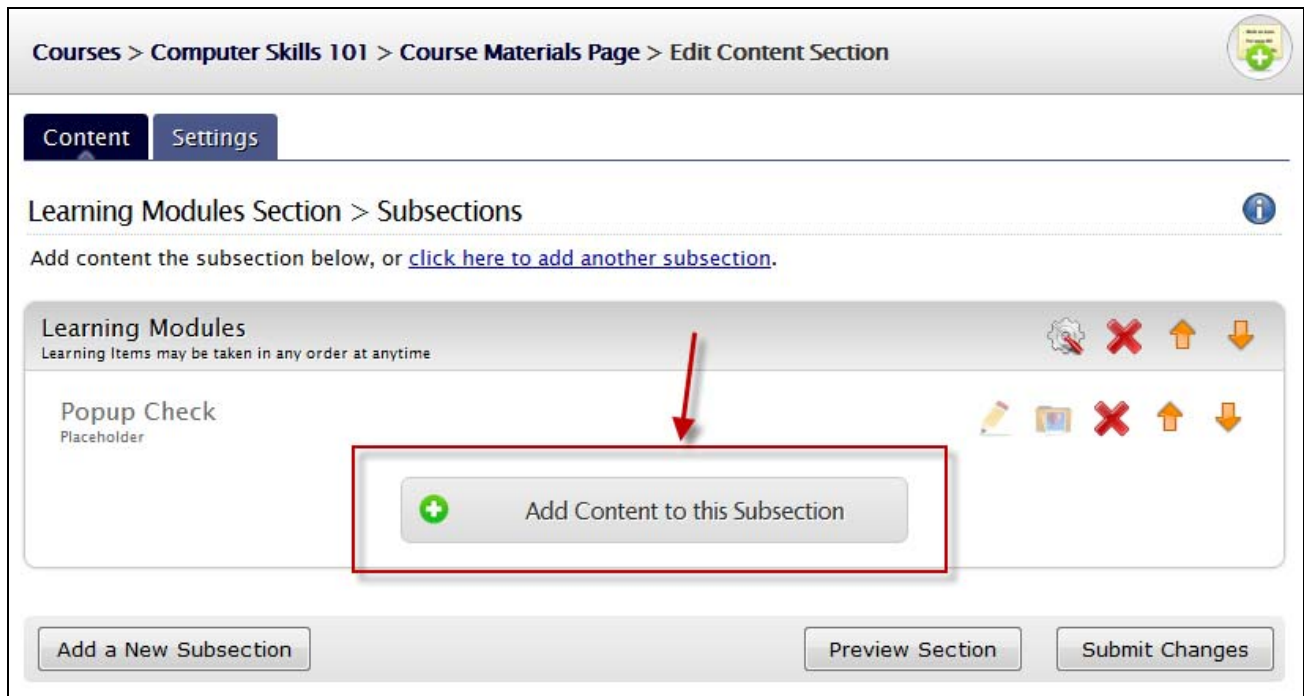 Courses > Computer Skills 101 > Course Materials Page > Edit Content Section
Content
Settings
Learning Modules Section > Subsections
Add content the subsection below, or click here to add another subsection.
Learning Modules
Learning Items may be taken in any order at anytime
Popup Check
Placeholder
Add Content to this Subsection
Add a New Subsection
Preview Section
Submit Changes